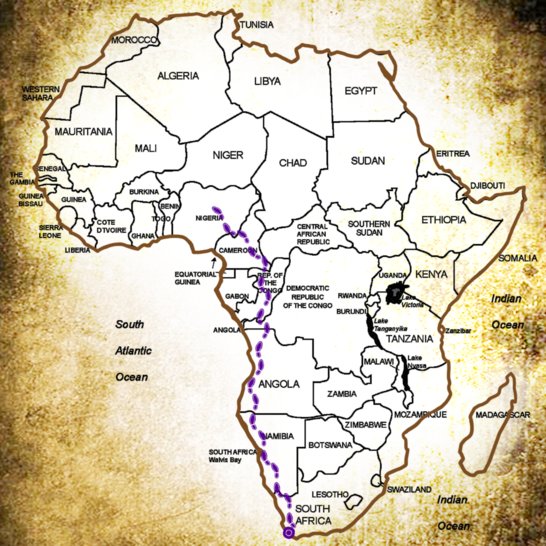 TUNISIA
MOROCCO
ALGERIA
LIBYA
EGYPT
WESTERN
SAHARA
MAURITANIA
MALI
NIGER
CHAD
SUDAN
ERITREA
DJIBOUTI
SENEGAL
THE
GAMBIA
GUINEA
BISSAU
GUINEA
BURKINA
BENIN
TOGO
COTE
D'TVOIRE
GHANA
SIERRA
LEONE
LIBERIA
NIGERIA
CAMEROON
CENTRAL
AFRICAN
REPUBLIC
SOUTHERN
SUDAN
ETHIOPIA
SOMALIA
EQUATORIAL
GUINEA
REP. OF
THE
CONGO
GABON
DEMOCRATIC
REPUBLIC
OF THE CONGO
UGANDA
KENYA
RWANDA
BURUNDI
Lake
Victoria
Lake
Tanganyika
TANZANIA
Zanzibar
Indian
Ocean
South
Atlantic
Ocean
ANGOLA
ANGOLA
MALAWI
Lake
Nyasa
ZAMBIA
MOZAMBIQUE
MADAGASCAR
ZIMBABWE
NAMIBIA
BOTSWANA
SOUTH AFRICA
Walvis Bay
SWAZILAND
LESOTHO
SOUTH
AFRICA
Indian
Ocean